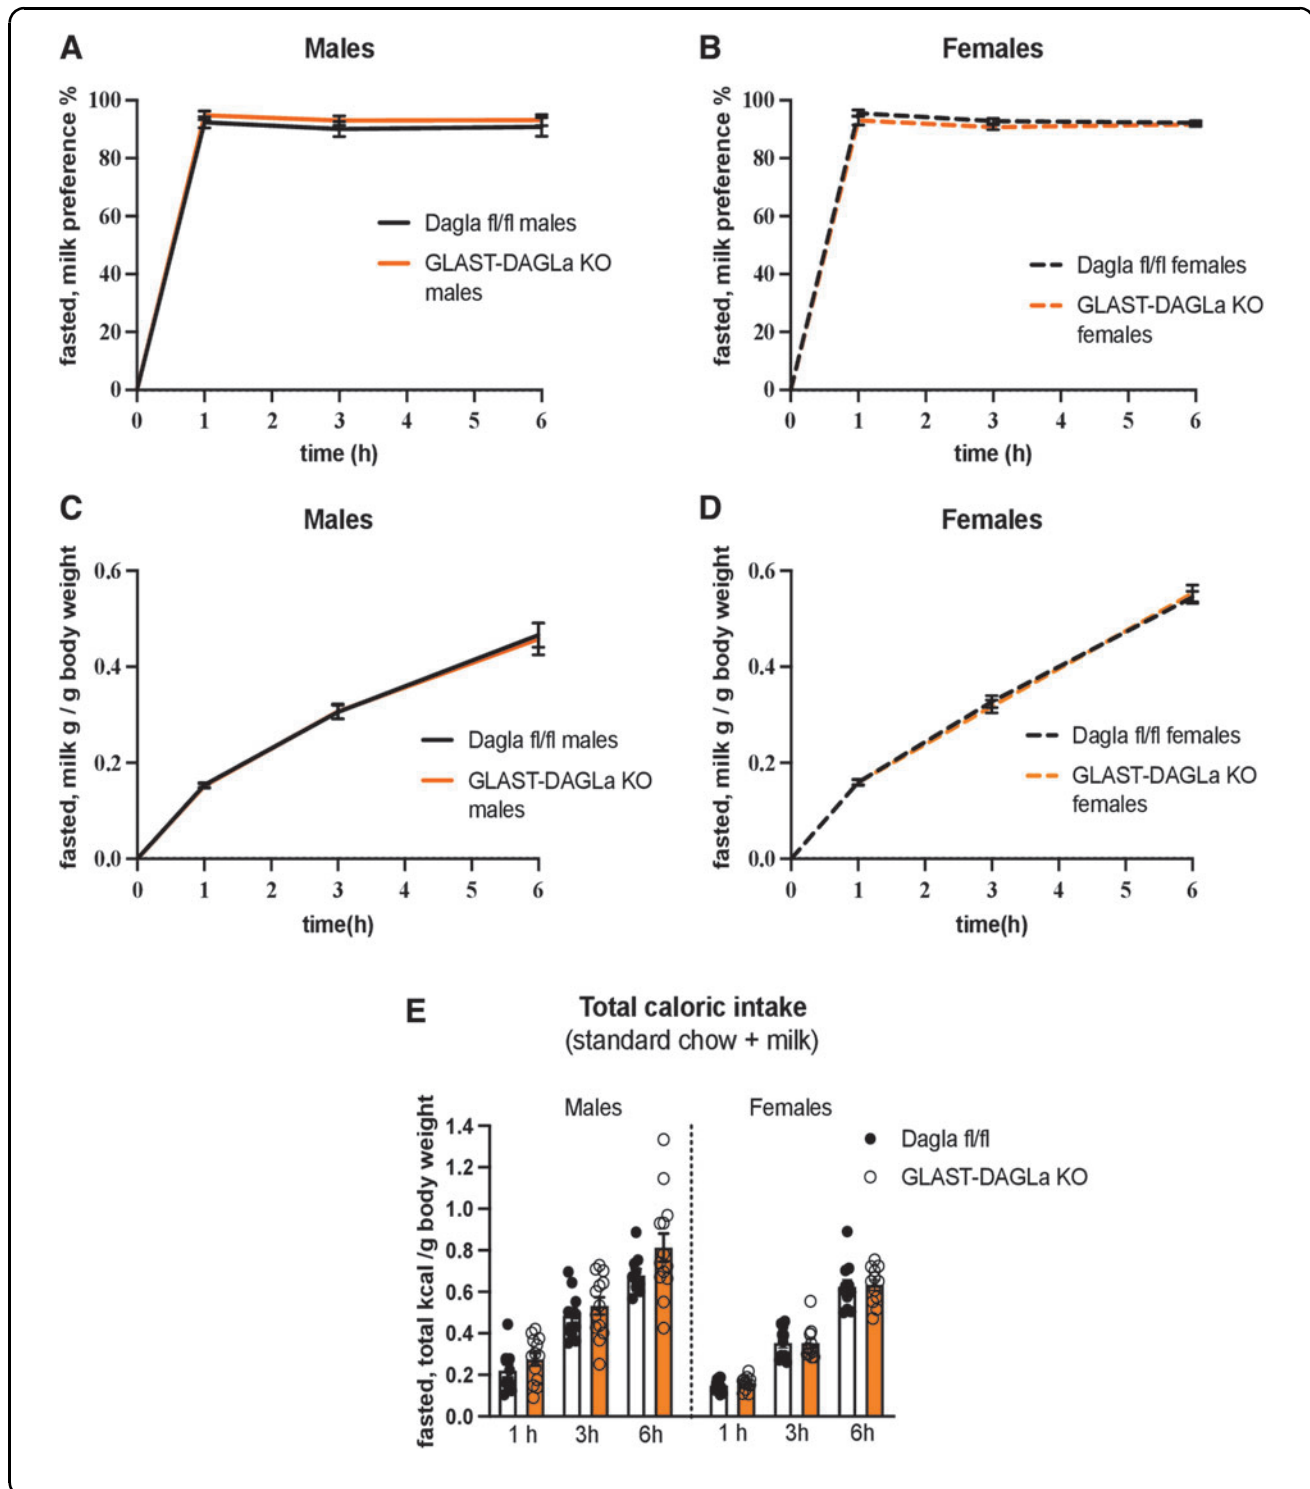 A
Males
fasted, milk preference %
100
80
60
40
20
0
0 1 2 3 4 5 6
time (h)
Dagla fl/fl males
GLAST-DAGLa KO
males
B
Females
fasted, milk preference %
100
80
60
40
20
0
0 1 2 3 4 5 6
time (h)
Dagla fl/fl females
GLAST-DAGLa KO
females
C
Males
fasted, milk g / g body weight
0.6
0.4
0.2
0.0
0 1 2 3 4 5 6
time(h)
Dagla fl/fl males
GLAST-DAGLa KO
males
D
Females
fasted, milk g / g body weight
0.6
0.4
0.2
0.0
0 1 2 3 4 5 6
time(h)
Dagla fl/fl females
GLAST-DAGLa KO
females
E
Total caloric intake
(standard chow + milk)
fasted, total kcal /g body weight
Males
Females
1.4
1.2
1.0
0.8
0.6
0.4
0.2
0.0
1 h 3h 6h 1 h 3h 6h
Dagla fl/fl
GLAST-DAGLa KO